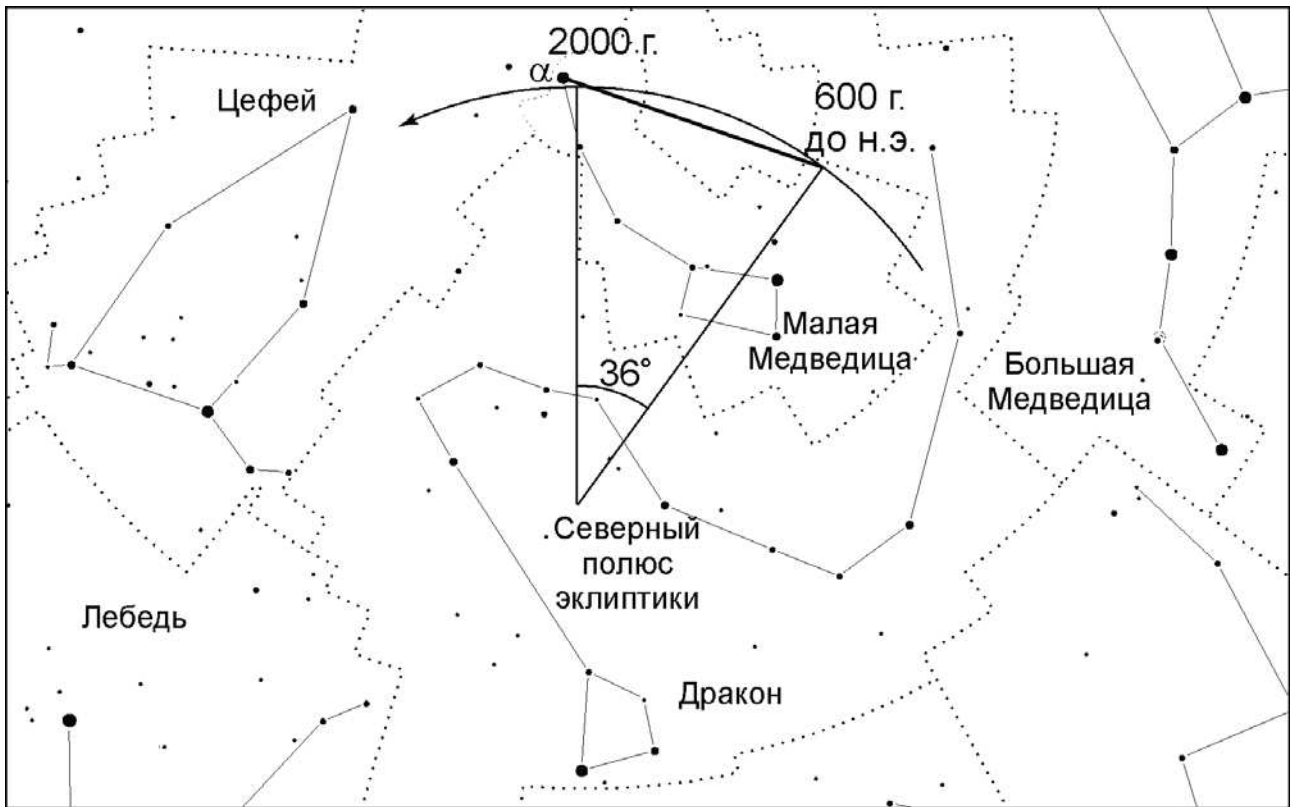 2000 г.
α
Цефей
600 г.
до н.э.
Малая
Медведица
Большая
Медведица
36°
Северный
полюс
эклиптики
Лебедь
Дракон